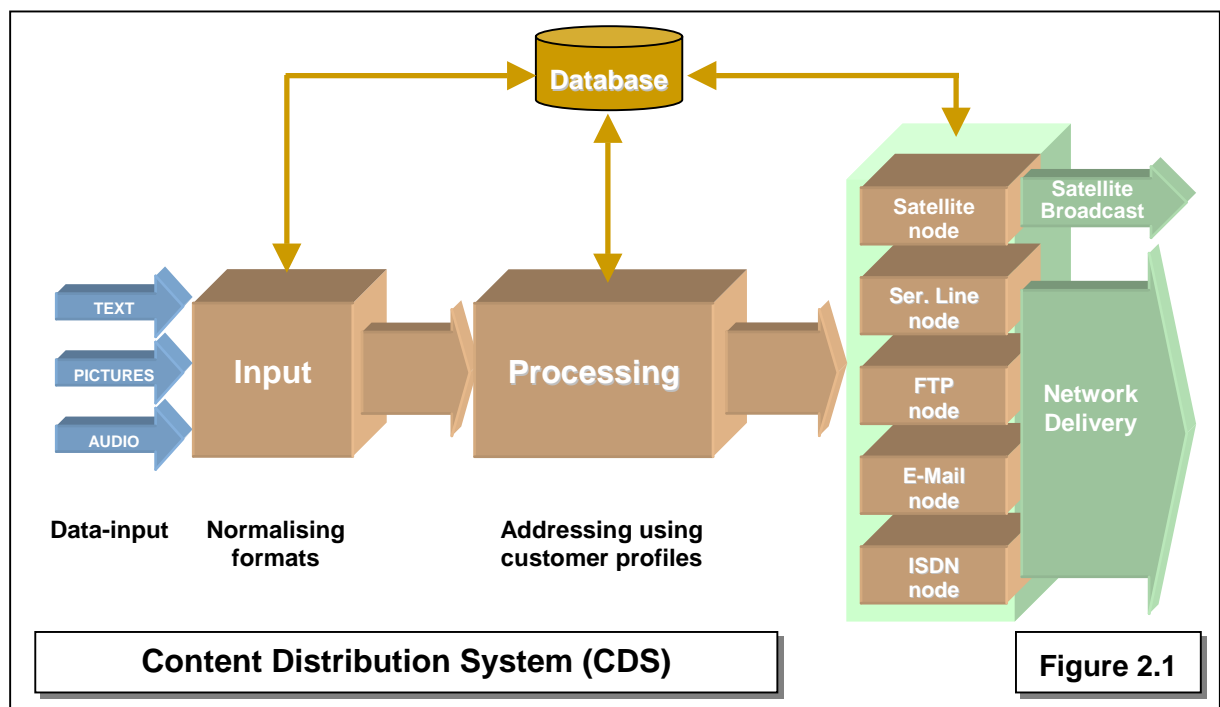 Database
Satellite
node
Satellite
Broadcast
Ser. Line
node
TEXT
PICTURES
AUDIO
Input
Processing
FTP
node
Network
Delivery
E-Mail
node
ISDN
node
Data-input
Normalising
formats
Addressing using
customer profiles
Content Distribution System (CDS)
Figure 2.1